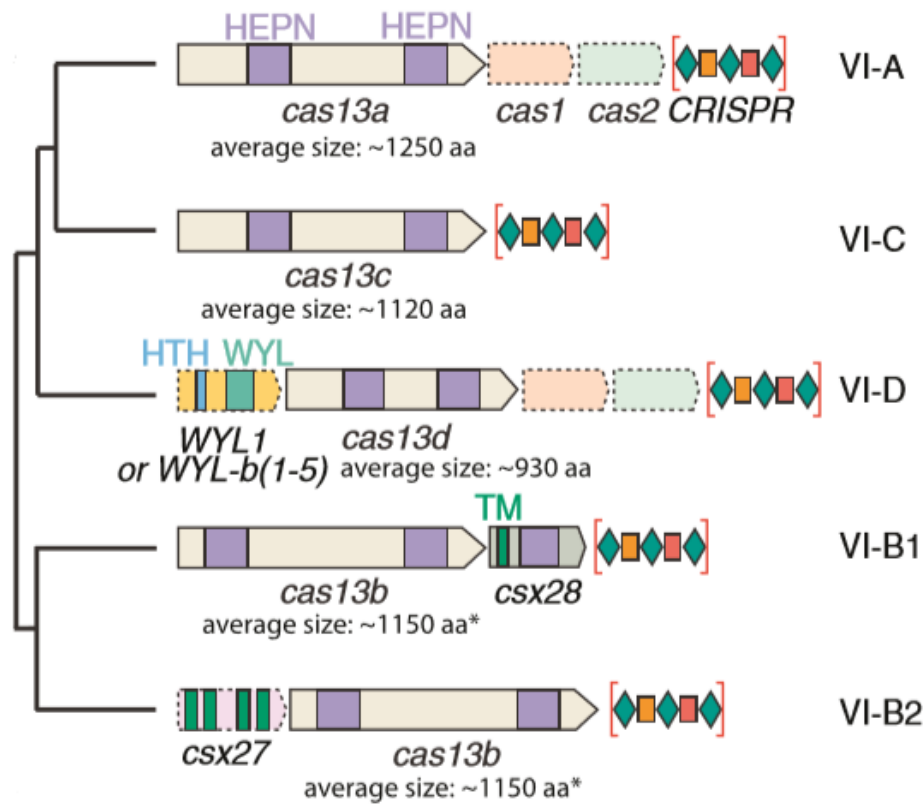 HEPN HEPN
VI-A
cas13a cas1 cas2 CRISPR
average size: ~1250 aa
VI-C
cas13c
average size: ~1120 aa
HTH WYL
VI-D
WYL1 cas13d
or WYL-b(1-5) average size: ~930 aa
TM
VI-B1
cas13b csx28
average size: ~1150 aa*
VI-B2
csx27 cas13b
average size: ~1150 aa*